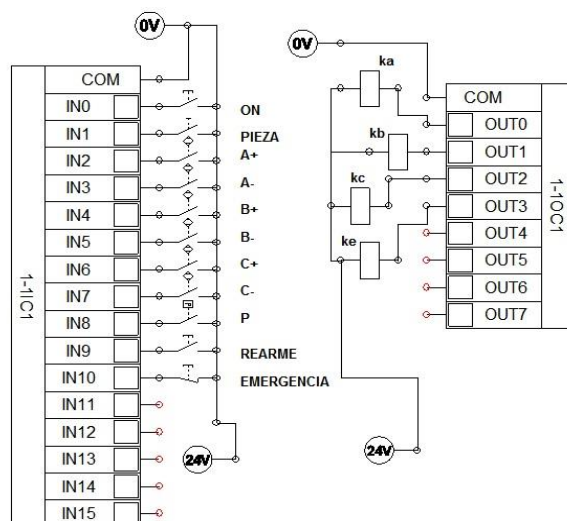 0V
COM
IN0 ON
IN1 PIEZA
IN2 A+
IN3 A-
IN4 B+
IN5 B-
IN6 C+
IN7 C-
IN8 P
IN9 REARME
IN10 EMERGENCIA
IN11
IN12
IN13
IN14
IN15
1-1IC1
24V
P
0V
ka
kb
kc
ke
COM
OUT0
OUT1
OUT2
OUT3
OUT4
OUT5
OUT6
OUT7
1-1OC1
24V